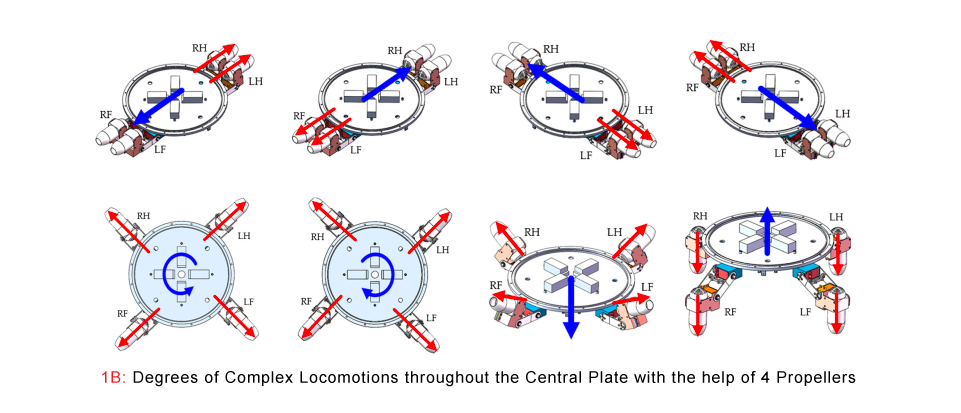 RH
LH
RF
LF
RH
LH
RF
LF
RH
RF
LH
LF
RH
RF
LH
LF
RH
LH
RF
LF
RH
LH
RF
LF
RH
LH
RF
LF
RH
LH
RF
LF
1B: Degrees of Complex Locomotions throughout the Central Plate with the help of 4 Propellers